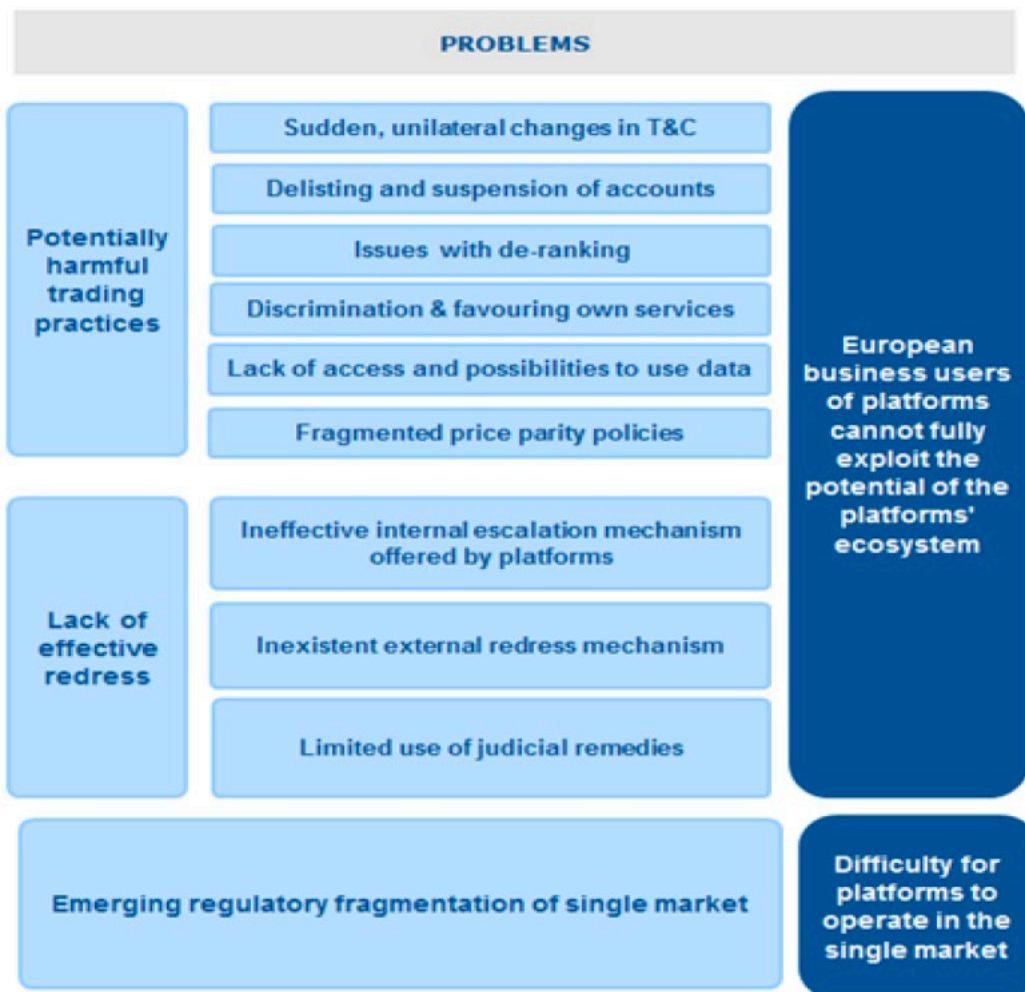 PROBLEMS
Potentially
harmful
trading
practices
Sudden, unilateral changes in T&C
Delisting and suspension of accounts
Issues with de-ranking
Discrimination & favouring own services
Lack of access and possibilities to use data
Fragmented price parity policies
Lack of
effective
redress
Ineffective internal escalation mechanism
offered by platforms
Inexistent external redress mechanism
Limited use of judicial remedies
European
business users
of platforms
cannot fully
exploit the
potential of the
platforms'
ecosystem
Emerging regulatory fragmentation of single market
Difficulty for
platforms to
operate in the
single market